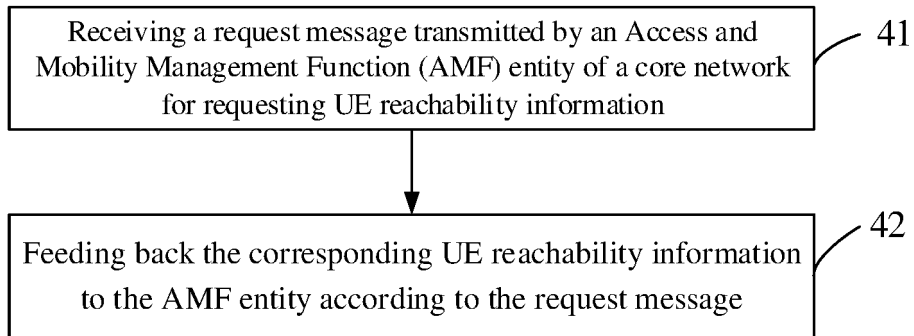 Receiving a request message transmitted by an Access and
Mobility Management Function (AMF) entity of a core network
for requesting UE reachability information
41
Feeding back the corresponding UE reachability information
to the AMF entity according to the request message
42